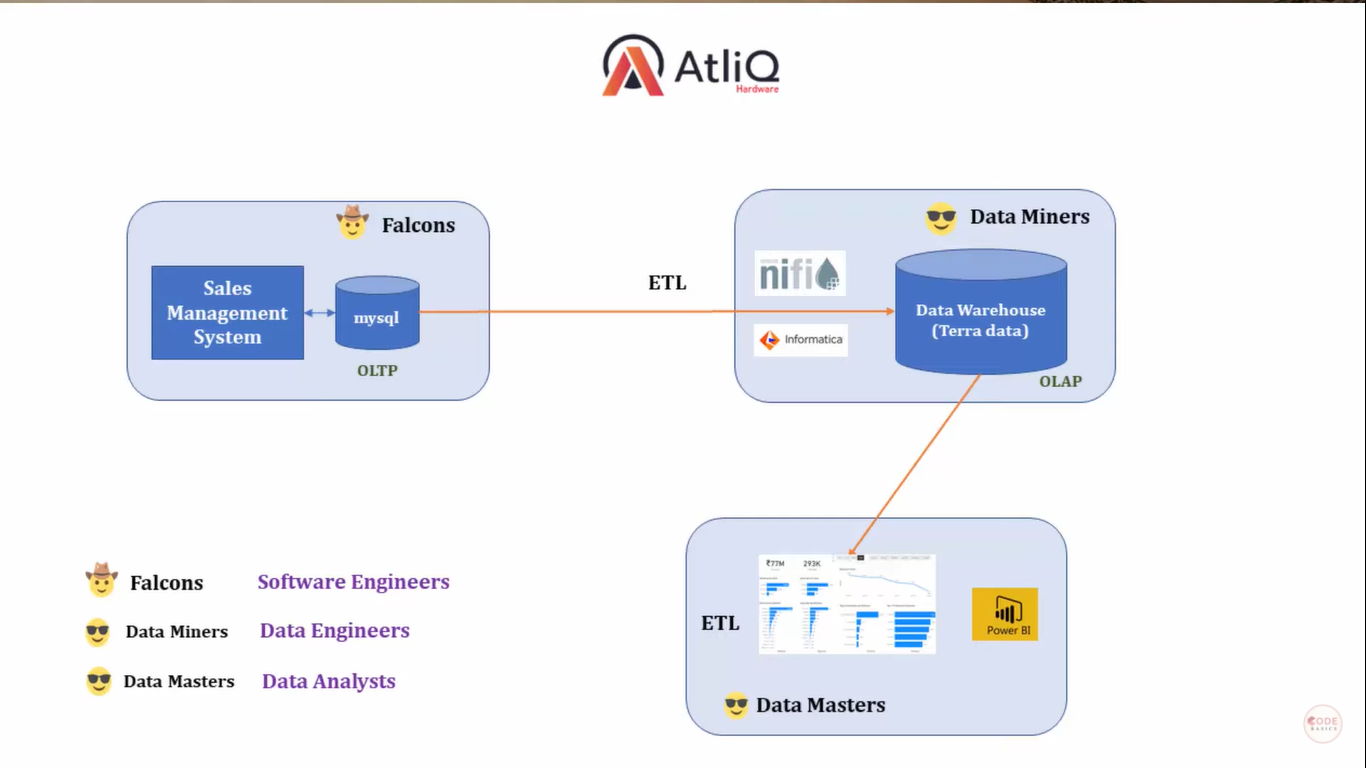 AtliQ
Hardware
Falcons
Sales
Management
System
mysql
OLTP
ETL
Data Miners
nifi
Informatica
Data Warehouse
(Terra data)
OLAP
Falcons Software Engineers
Data Miners Data Engineers
Data Masters Data Analysts
ETL
₹77M 293K
Power BI
Data Masters
CODE
BASICS